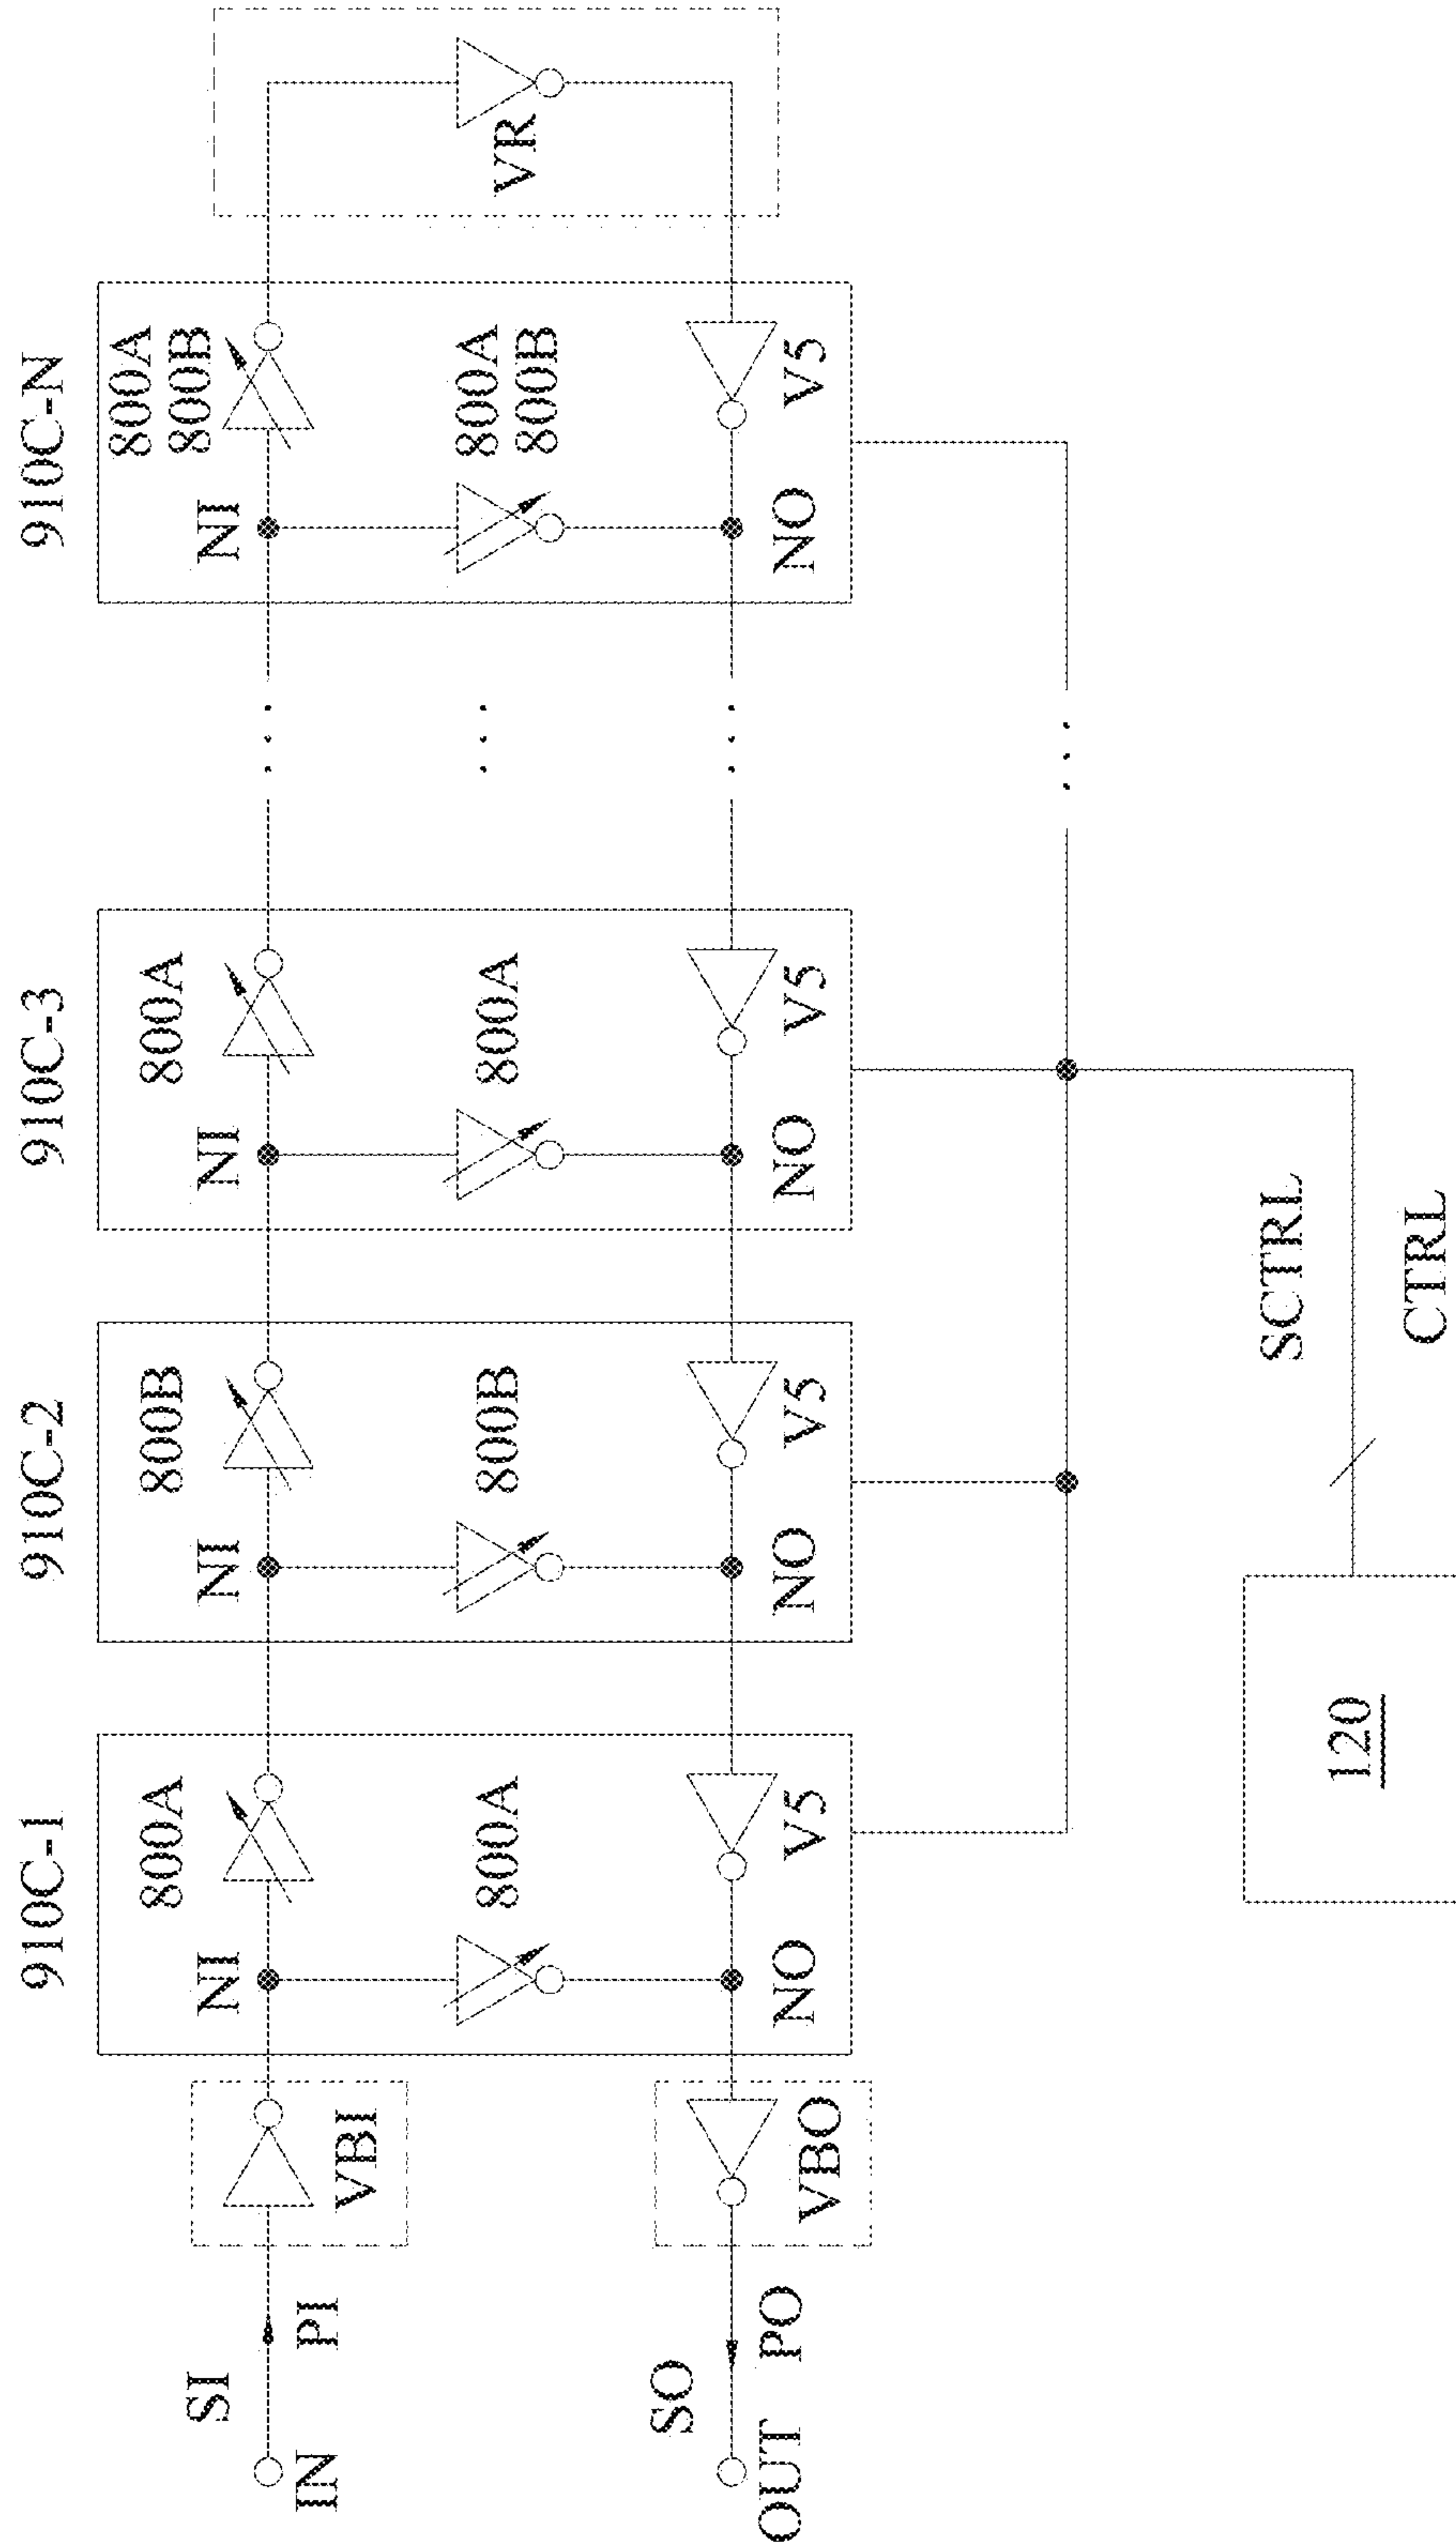 910C-1
910C-2
910C-3
910C-N
800A
800B
800A
800A
800B
NI
NI
NI
NI
SI
IN
PI
VBI
800A
800B
800A
800A
800B
VR
SO
OUT
PO
VBO
NO
V5
NO
V5
NO
V5
NO
V5
120
SCTRL
CTRL